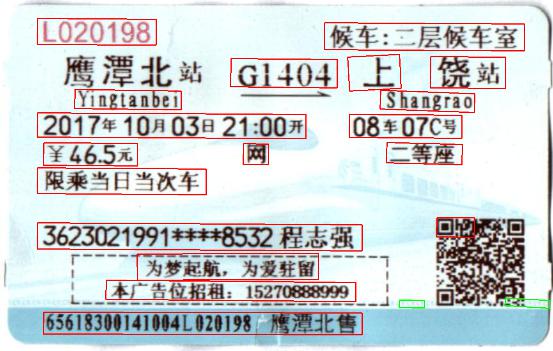 L020198 候车:二层候车室
鹰潭北站 G1404 上饶站
Yingtanbei Shangrao
2017年10月03日21:00开 08车07C号
￥46.5元 网 二等座
限乘当日当次车
3623021991****8532程志强
为梦起航，为爱驻留
本广告位招租：15270888999
65618300141004L020198 鹰潭北售